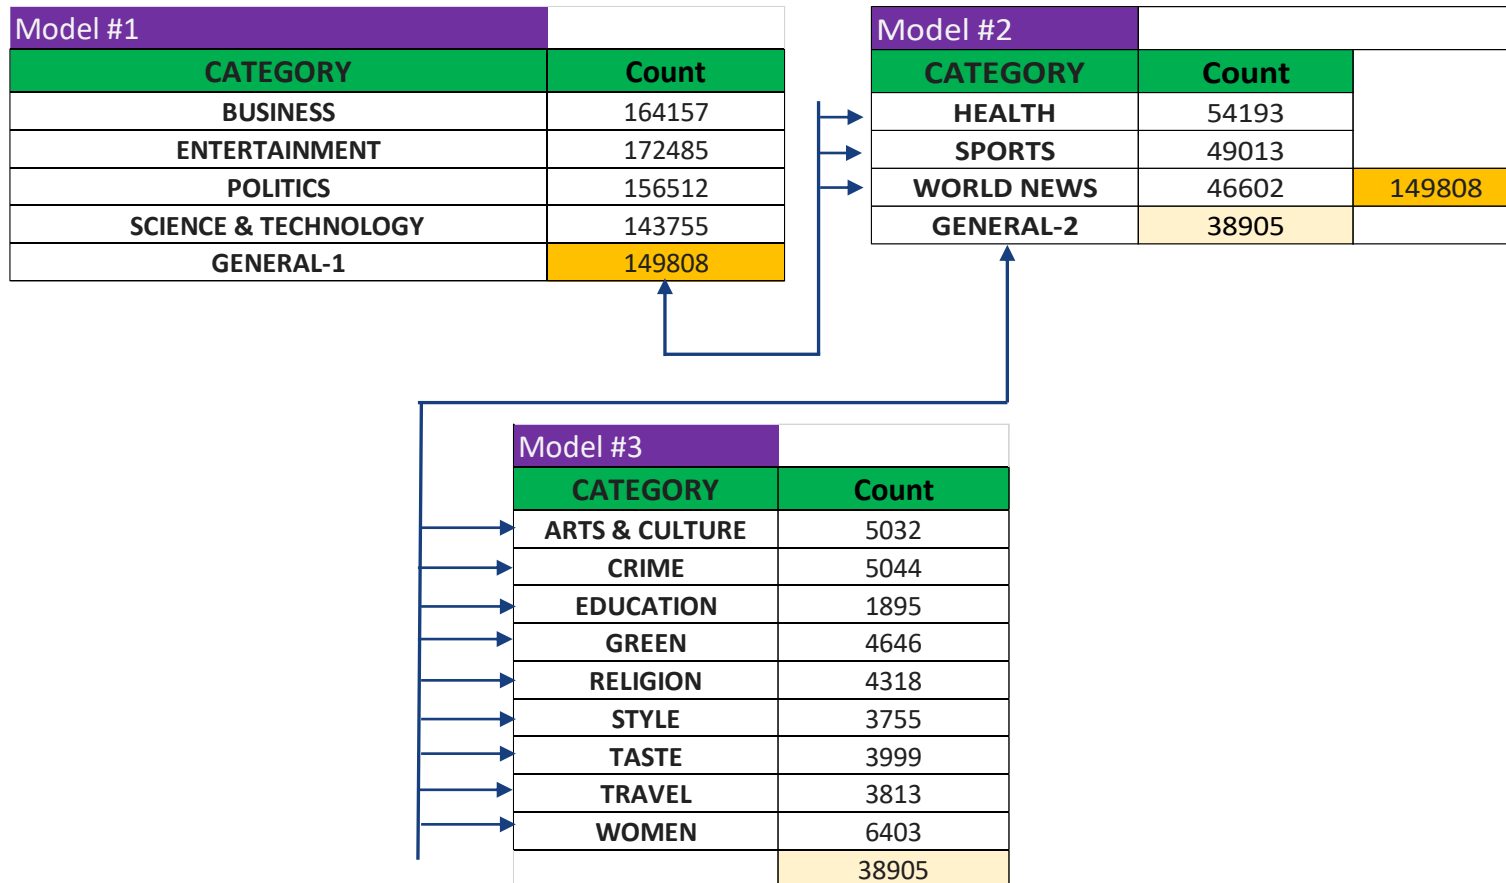 Model #1
CATEGORY Count
BUSINESS 164157
ENTERTAINMENT 172485
POLITICS 156512
SCIENCE & TECHNOLOGY 143755
GENERAL-1 149808
Model #2
CATEGORY Count
HEALTH 54193
SPORTS 49013
WORLD NEWS 46602 149808
GENERAL-2 38905
Model #3
CATEGORY Count
ARTS & CULTURE 5032
CRIME 5044
EDUCATION 1895
GREEN 4646
RELIGION 4318
STYLE 3755
TASTE 3999
TRAVEL 3813
WOMEN 6403
38905